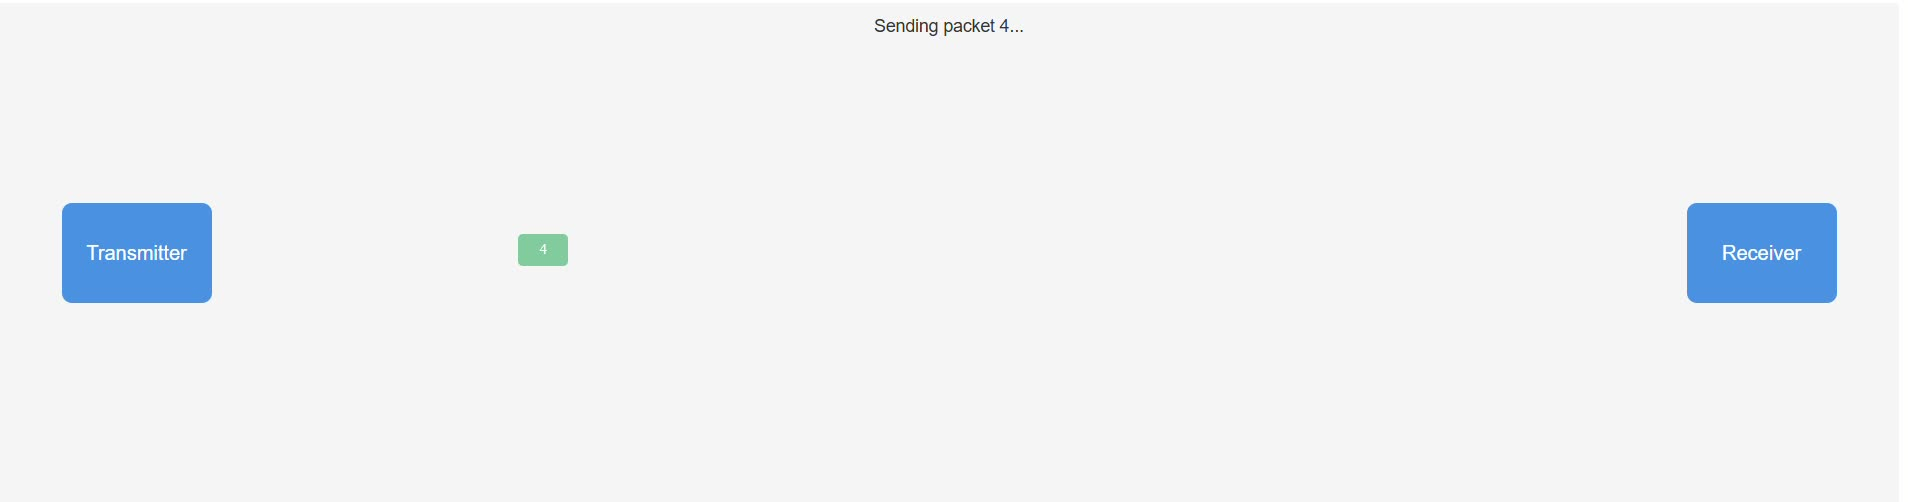 Sending packet 4...
Transmitter
4
Receiver